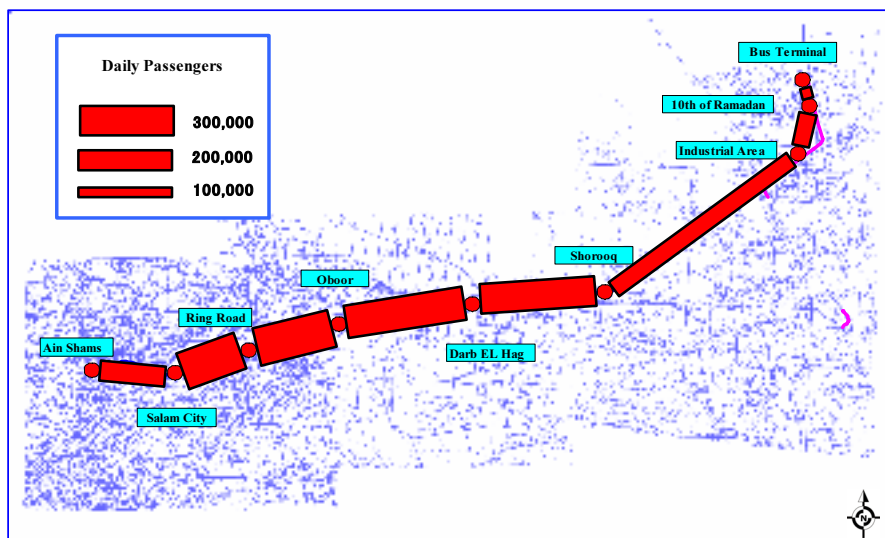 Daily Passengers
300,000
200,000
100,000
Bus Terminal
10th of Ramadan
Industrial Area
Shorooq
Oboor
Ring Road
Ain Shams
Darb EL Hag
Salam City
N